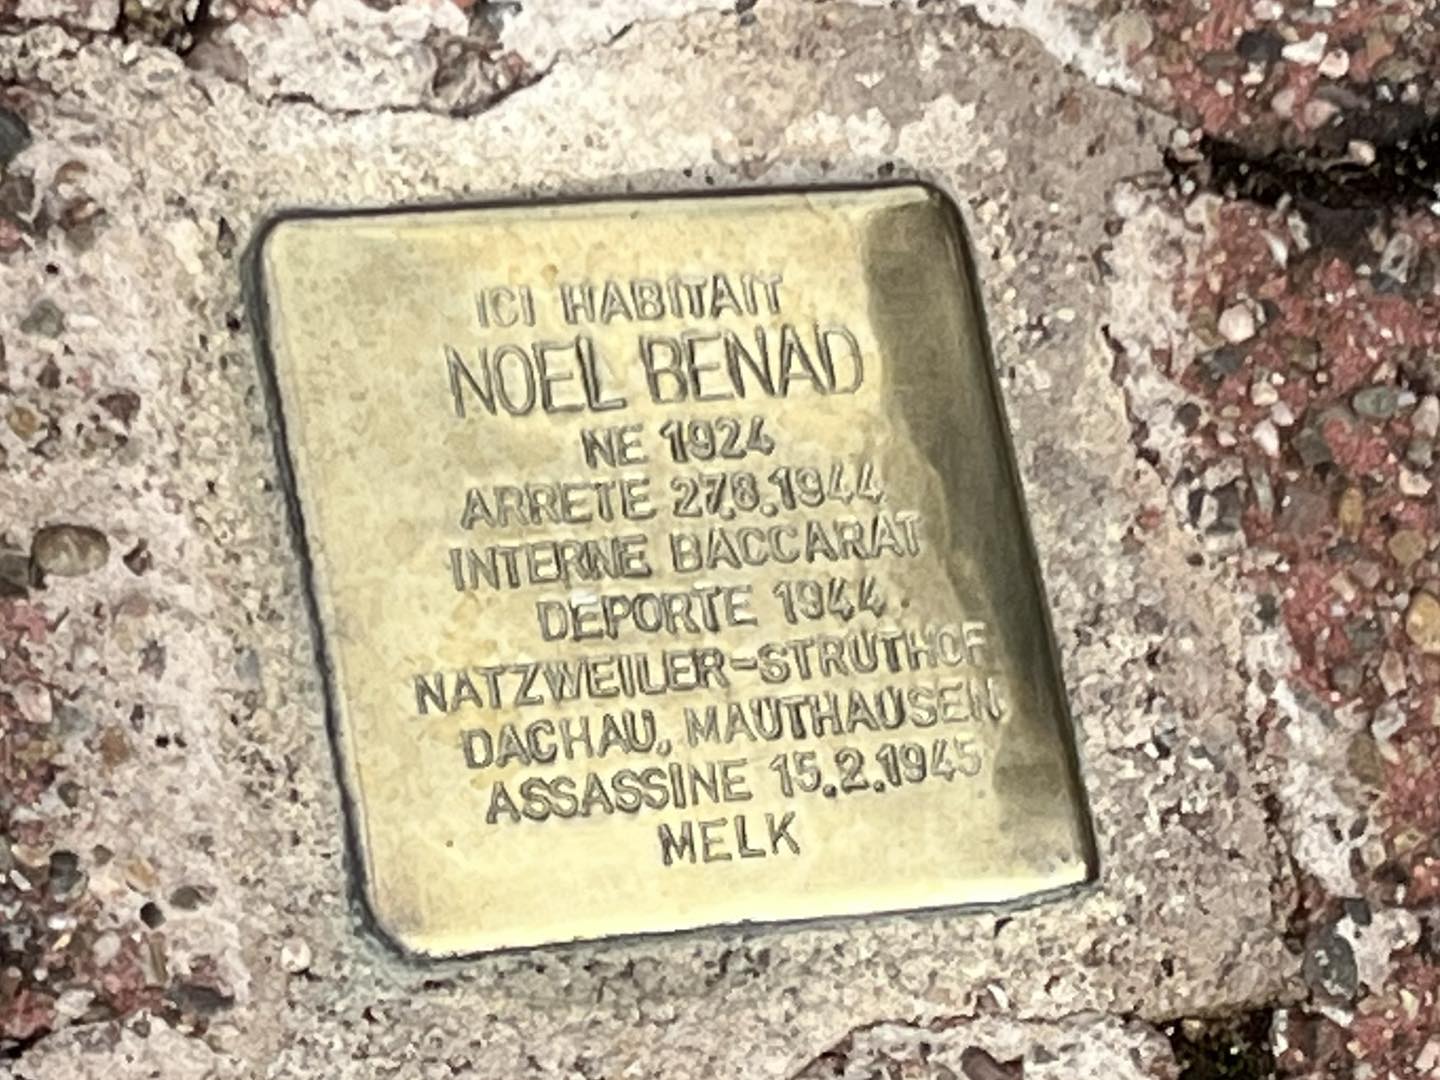 ICI HABITAIT
NOEL BENAD
NE 1924
ARRETE 27.8.1944
INTERNE BACCARAT
DEPORTE 1944
NATZWEILER-STRUTHOF
DACHAU, MAUTHAUSEN
ASSASSINE 15.2.1945
MELK